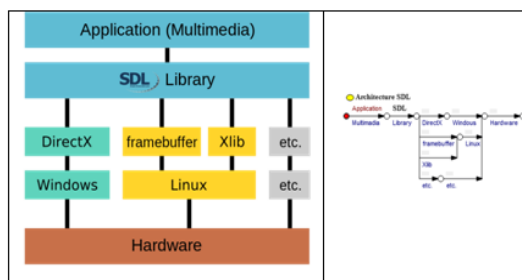 Application (Multimedia)
SDL Library
DirectX
framebuffer
Xlib
etc.
Windows
Linux
etc.
Hardware
Architecture SDL
Application
SDL
Multimedia
Library
DirectX
Windows
Hardware
framebuffer
Linux
Xlib
etc.
etc.